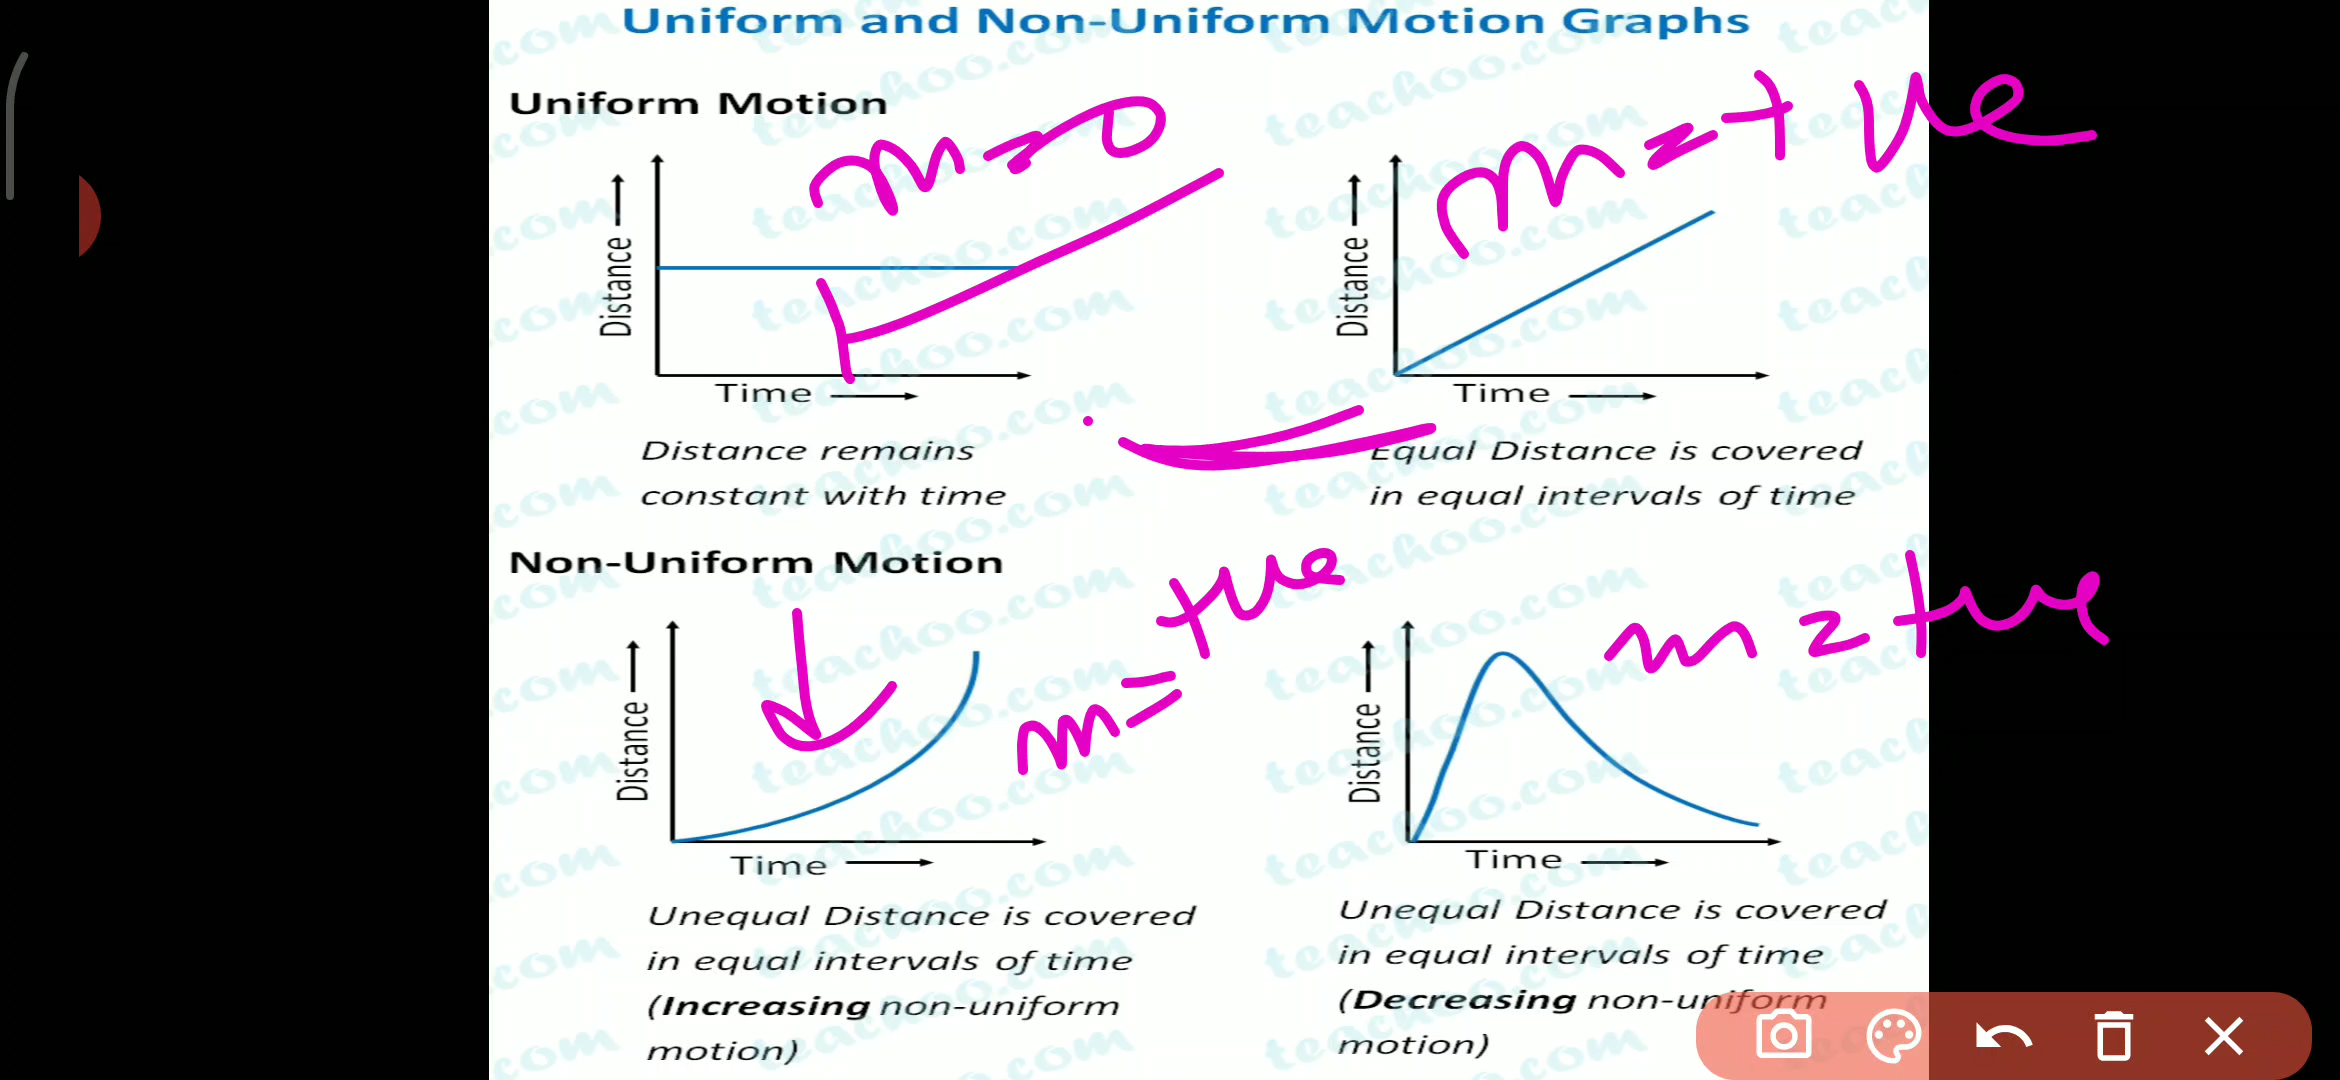 Uniform and Non-Uniform Motion Graphs
Uniform Motion
m=0
m=+ve
Distance
Time
Distance
Time
Distance remains
constant with time
Equal Distance is covered
in equal intervals of time
Non-Uniform Motion
m=+ve
m=+ve
Distance
Time
Distance
Time
Unequal Distance is covered
in equal intervals of time
(Increasing non-uniform
motion)
Unequal Distance is covered
in equal intervals of time
(Decreasing non-uniform
motion)
teachoo.com